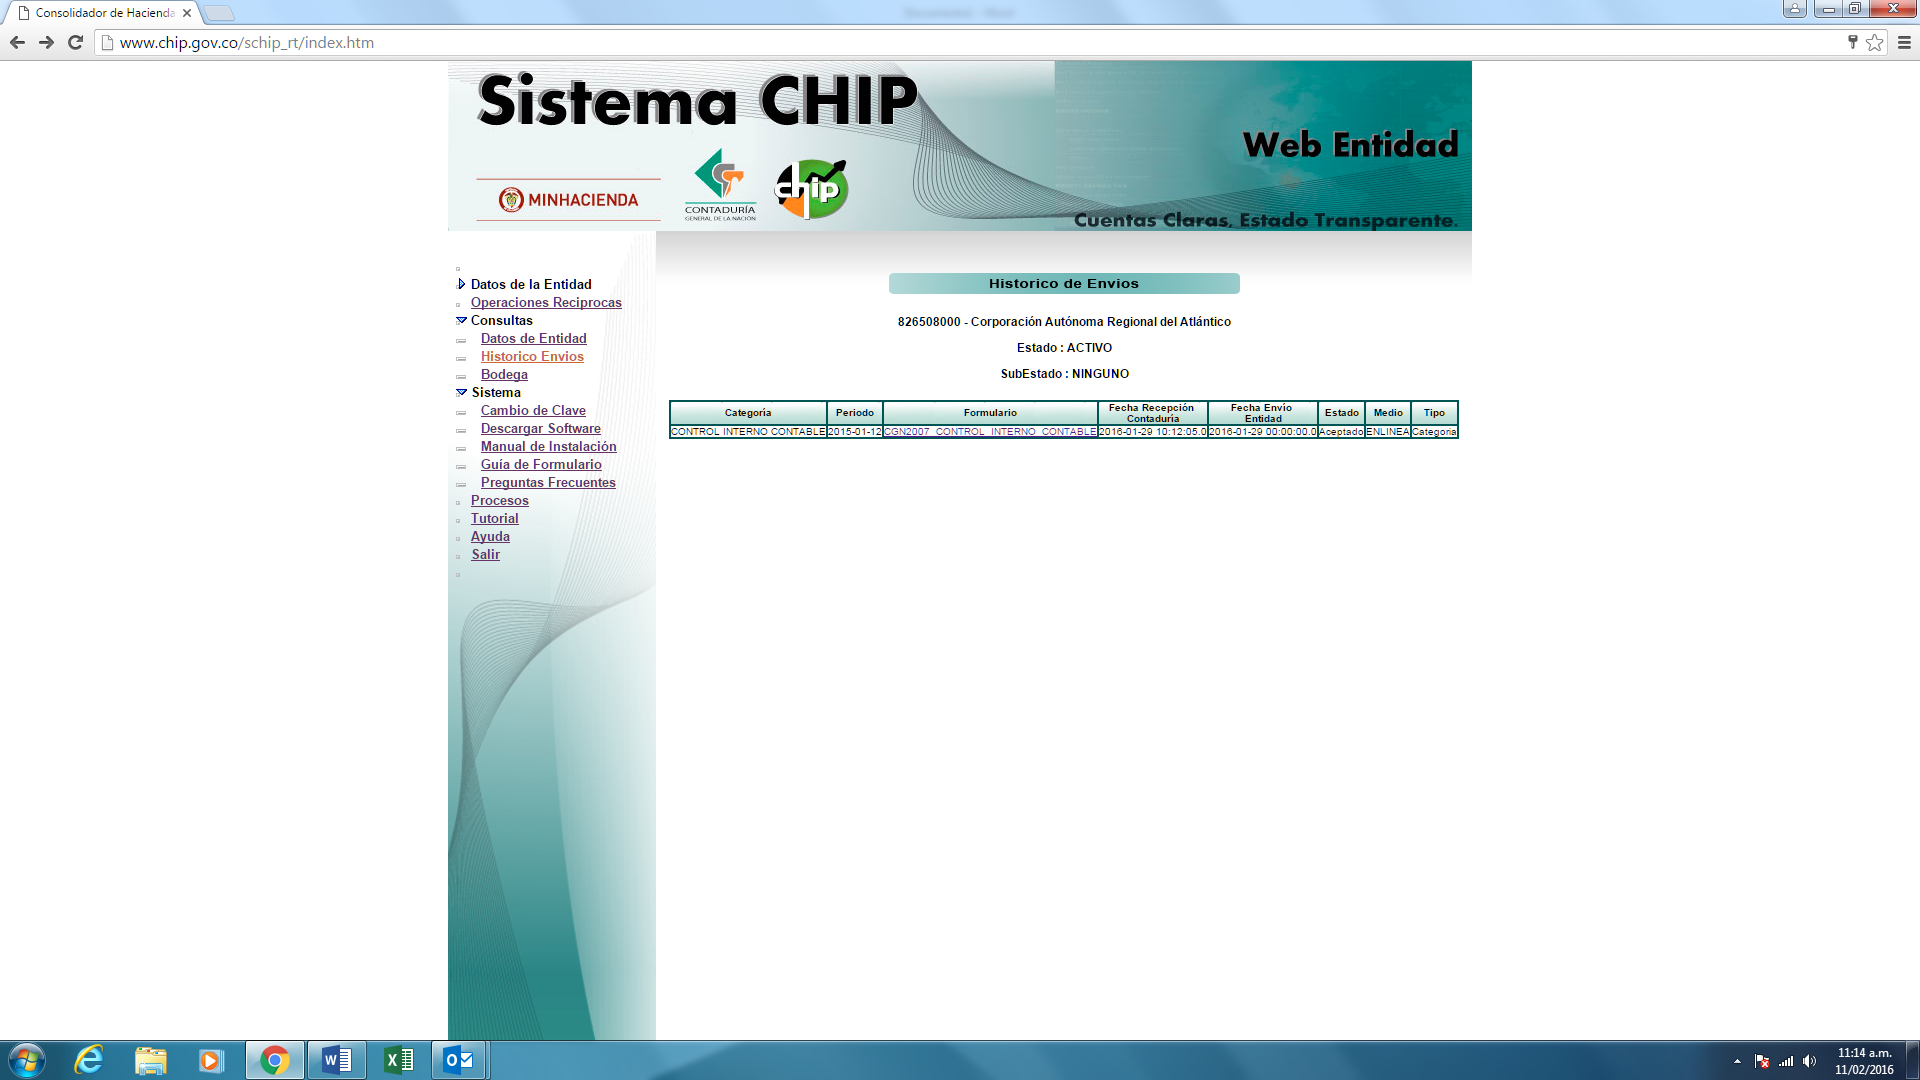 Consolidador de Hacienda
www.chip.gov.co/schip_rt/index.htm
Sistema CHIP
Web Entidad
MINHACIENDA
CONTADURÍA
GENERAL DE LA NACIÓN
chip
Cuentas Claras, Estado Transparente.
Datos de la Entidad
Operaciones Reciprocas
Consultas
Datos de Entidad
Historico Envios
Bodega
Sistema
Cambio de Clave
Descargar Software
Manual de Instalación
Guía de Formulario
Preguntas Frecuentes
Procesos
Tutorial
Ayuda
Salir
Historico de Envios
826508000 - Corporación Autónoma Regional del Atlántico
Estado : ACTIVO
SubEstado : NINGUNO
Categoría Periodo Formulario Fecha Recepción Contaduría Fecha Envío Entidad Estado Medio Tipo
CONTROL INTERNO CONTABLE 2015-01-12 CGN2007_CONTROL_INTERNO_CONTABLE 2016-01-29 10:12:05.0 2016-01-29 00:00:00.0 Aceptado ENLINEA Categoria
11:14 a.m.
11/02/2016